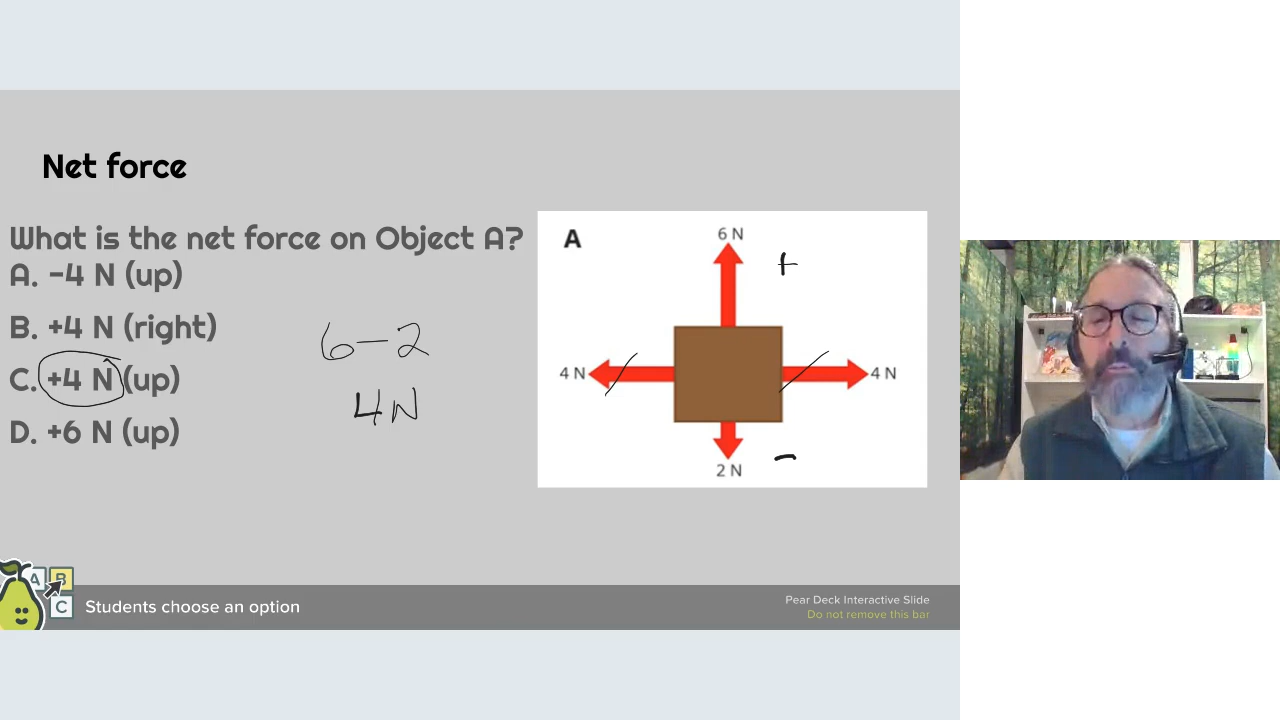 Net force
What is the net force on Object A?
A. -4 N (up)
B. +4 N (right)
C. +4 N (up)
D. +6 N (up)
6-2
4N
A
6 N
+
4 N
4 N
2 N
-
A
B
C
Students choose an option
Pear Deck Interactive Slide
Do not remove this bar